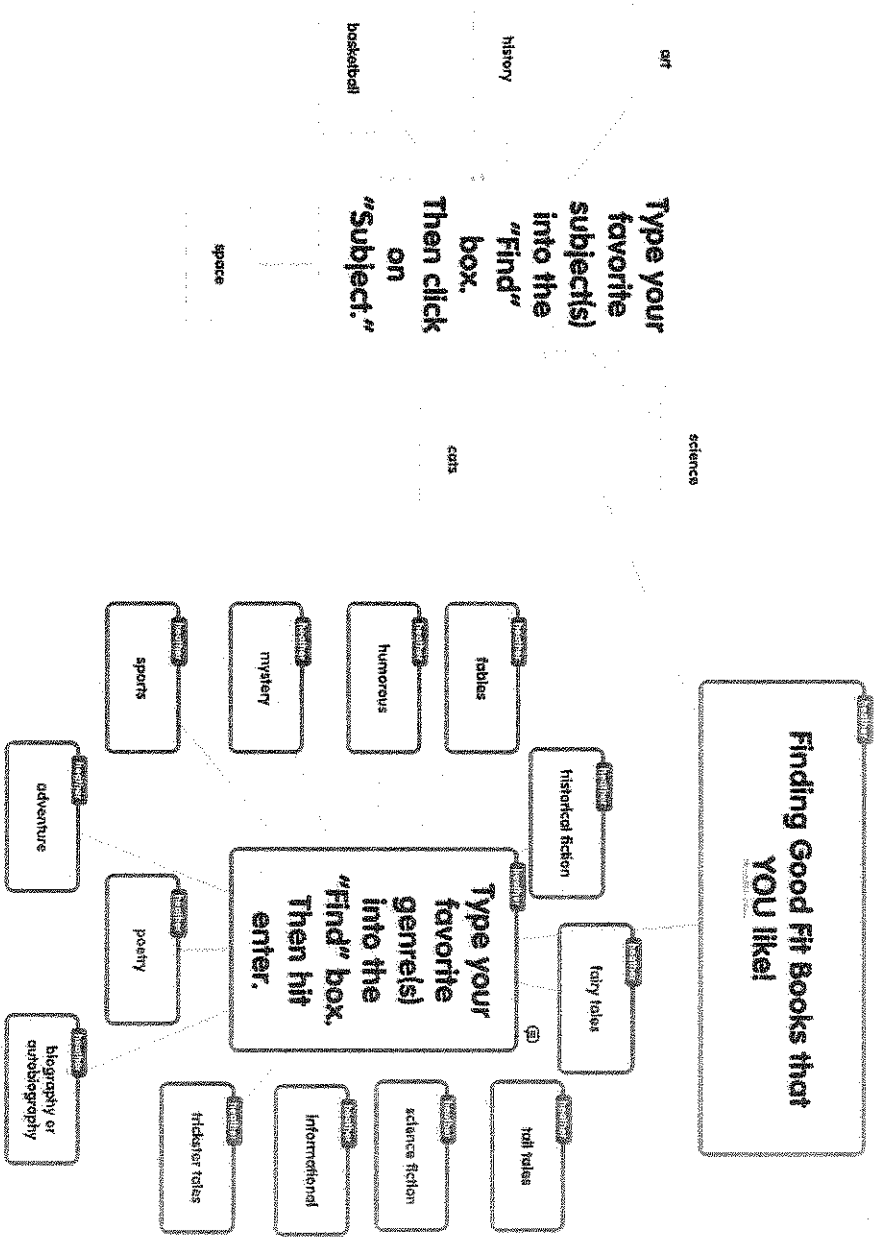 Finding Good Fit Books that
YOU like!
Type your
favorite
subject(s)
into the
"Find"
box.
Then click
on
"Subject."
art
history
basketball
space
cats
science
Type your
favorite
genre(s)
into the
"Find" box.
Then hit
enter.
fables
humorous
mystery
sports
adventure
poetry
biography or
autobiography
trickster tales
informational
science fiction
tall tales
fairy tales
historical fiction